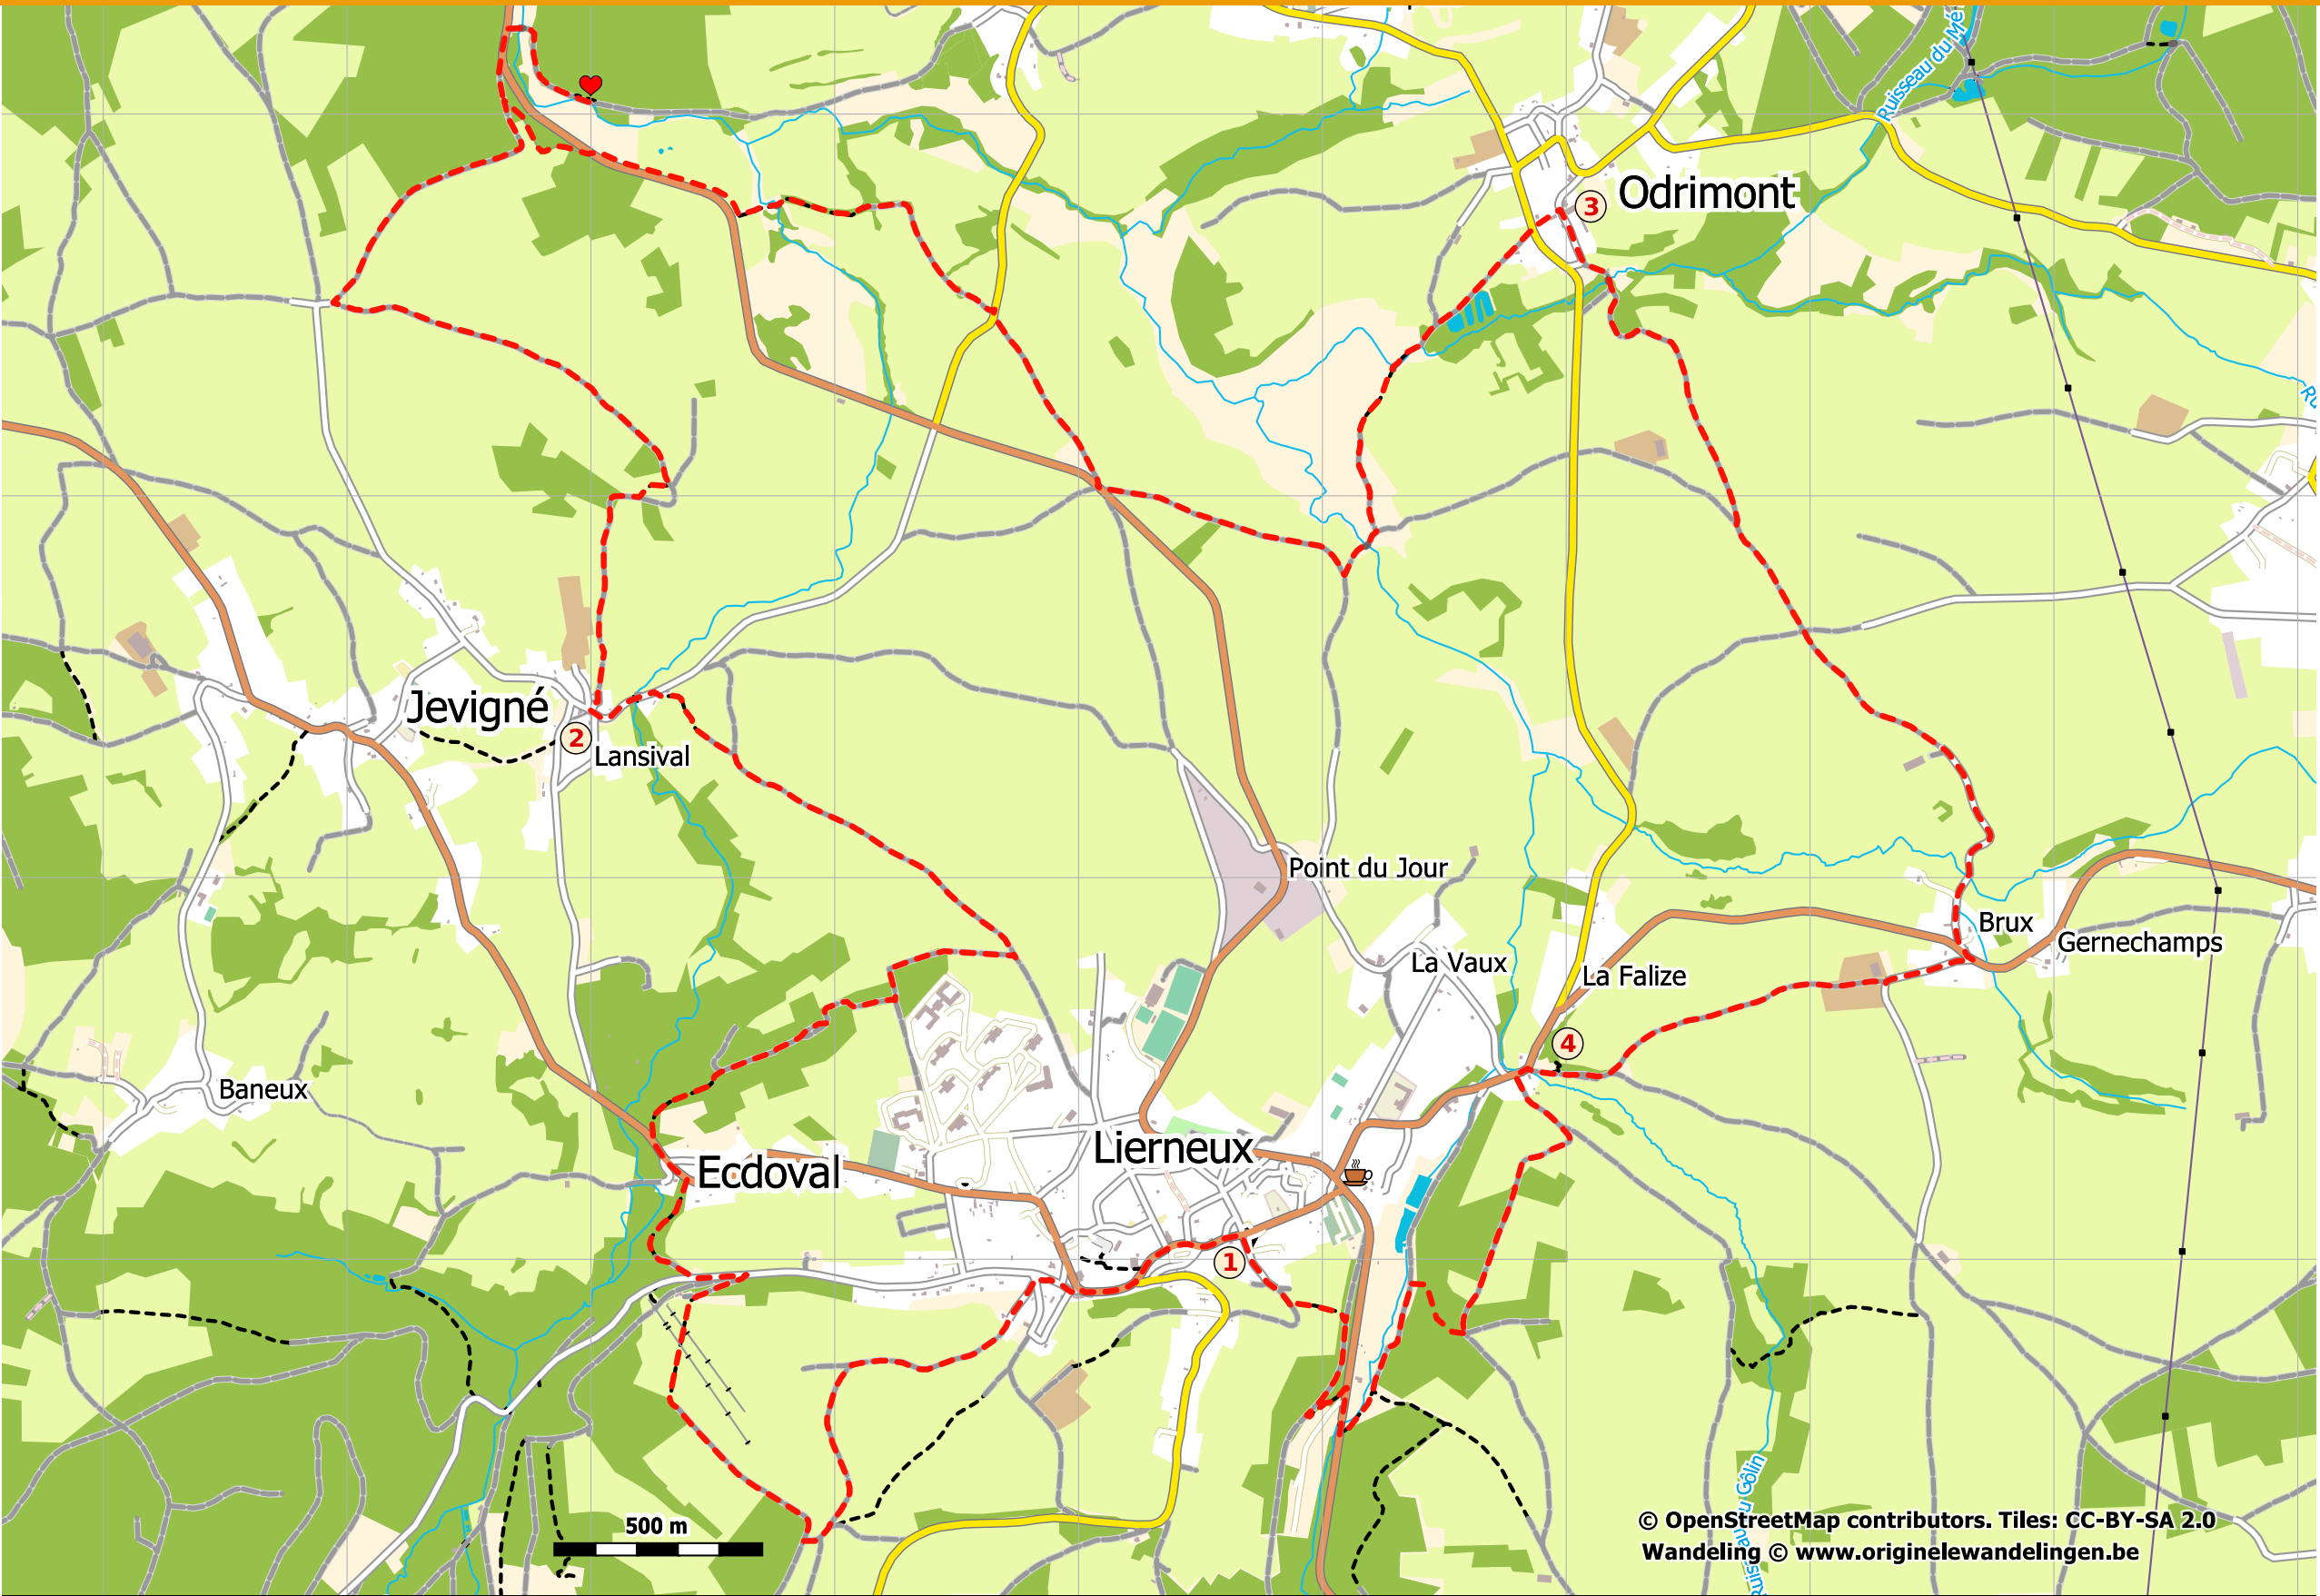 Ruisseau du Mé
Odrimont
3
Jevigné
2
Lansival
Point du Jour
La Vaux
La Falize
Brux
Gernechamps
4
Baneux
Ecdoval
Lierneux
1
500 m
© OpenStreetMap contributors. Tiles: CC-BY-SA 2.0
Wandeling © www.originelewandelingen.be